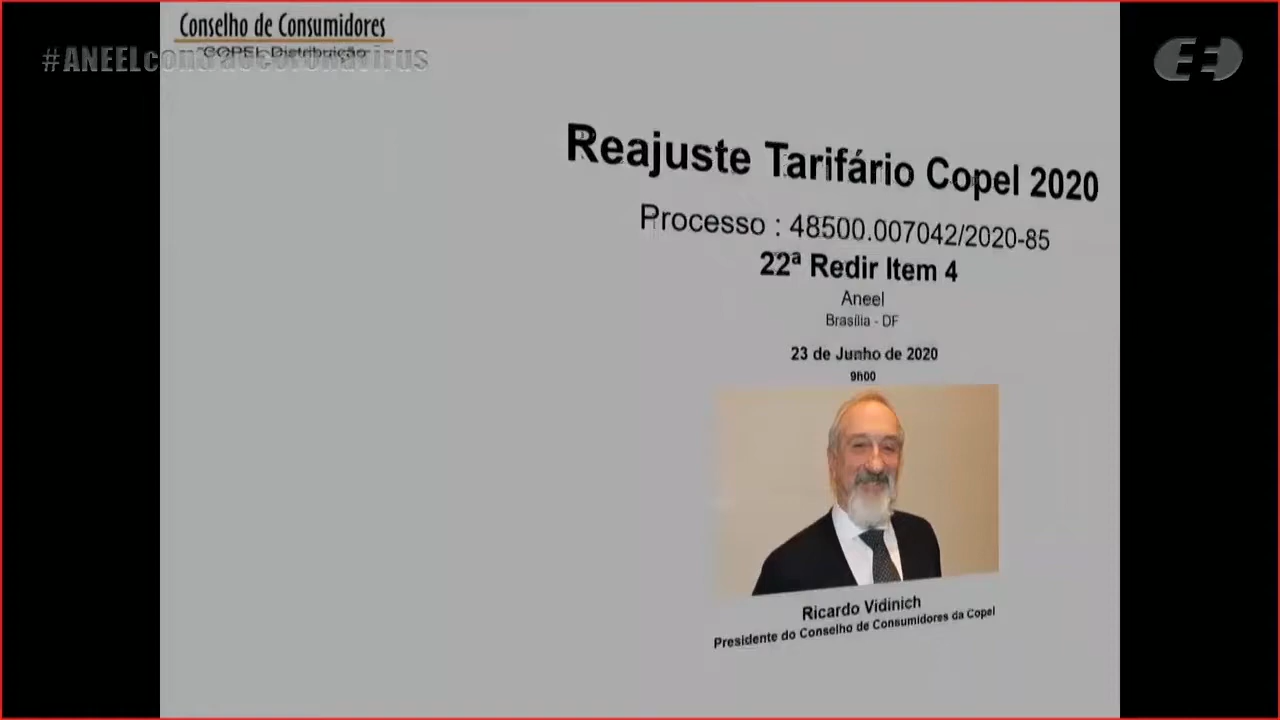 Conselho de Consumidores
COPEL Distribuição
#ANEELcontraocoronavirus
Reajuste Tarifário Copel 2020
Processo : 48500.007042/2020-85
22ª Redir Item 4
Aneel
Brasília - DF
23 de Junho de 2020
9h00
Ricardo Vidinich
Presidente do Conselho de Consumidores da Copel